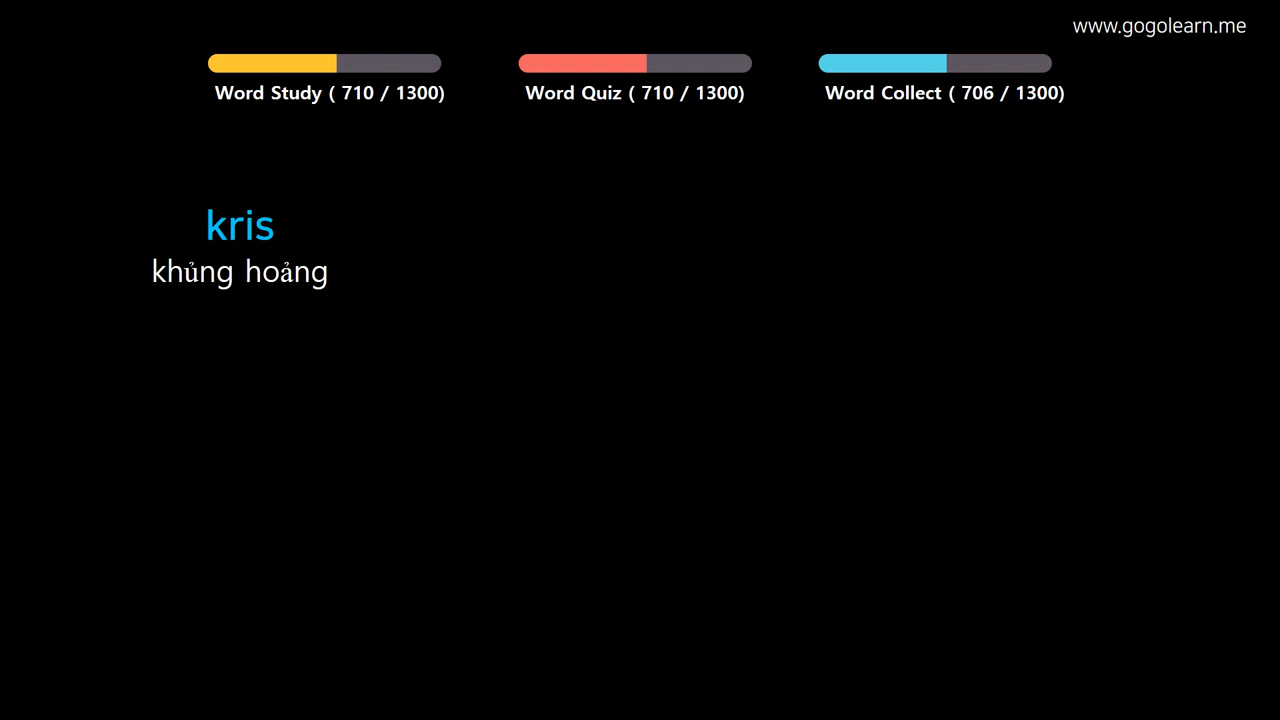 www.gogolearn.me
Word Study ( 710 / 1300)
Word Quiz ( 710 / 1300)
Word Collect ( 706 / 1300)
kris
khủng hoảng